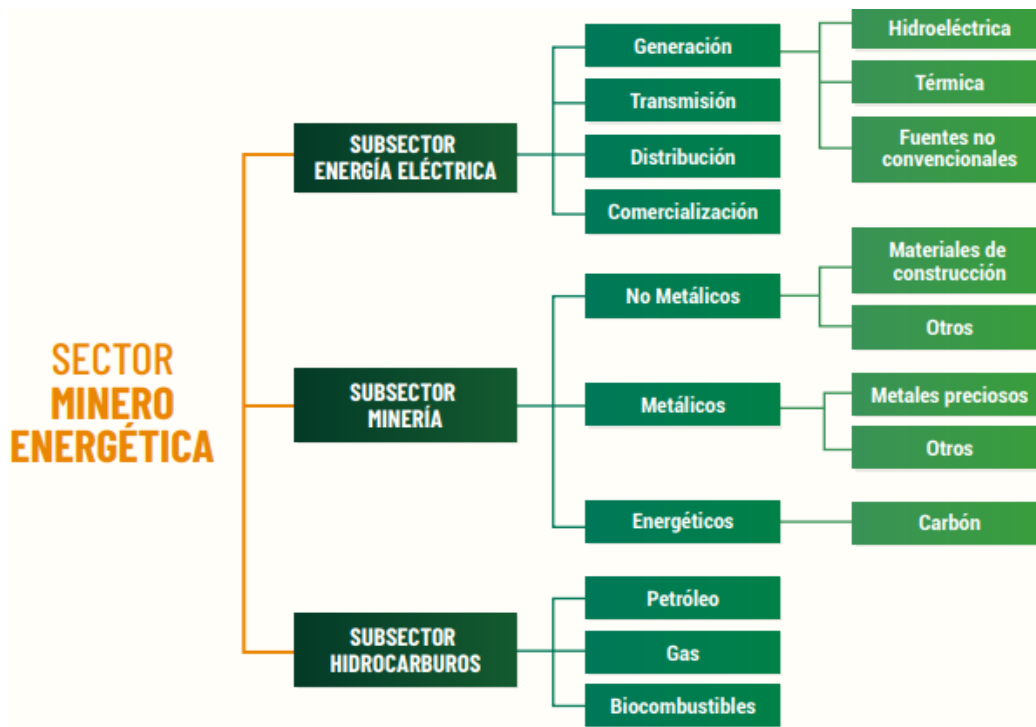 SECTOR
MINERO
ENERGÉTICA
SUBSECTOR
ENERGÍA ELÉCTRICA
Generación
Hidroeléctrica
Térmica
Fuentes no
convencionales
Transmisión
Distribución
Comercialización
SUBSECTOR
MINERÍA
No Metálicos
Materiales de
construcción
Otros
Metálicos
Metales preciosos
Otros
Energéticos
Carbón
SUBSECTOR
HIDROCARBUROS
Petróleo
Gas
Biocombustibles